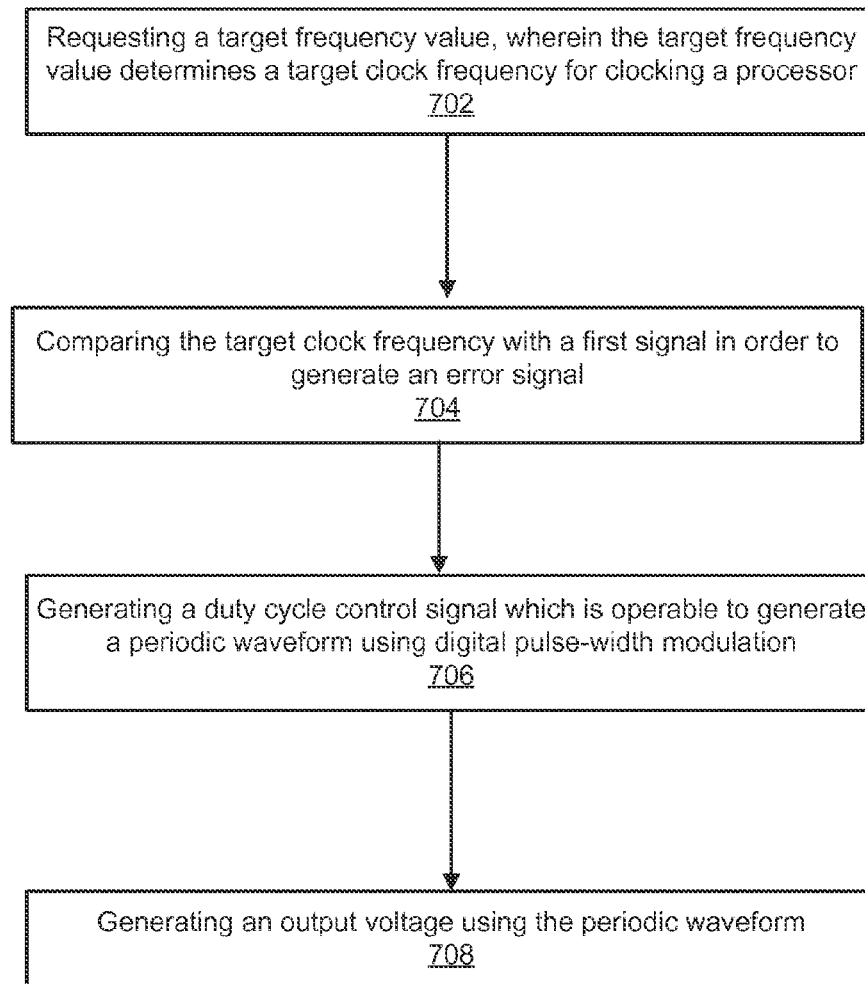 Requesting a target frequency value, wherein the target frequency
value determines a target clock frequency for clocking a processor
702
Comparing the target clock frequency with a first signal in order to
generate an error signal
704
Generating a duty cycle control signal which is operable to generate
a periodic waveform using digital pulse-width modulation
706
Generating an output voltage using the periodic waveform
708